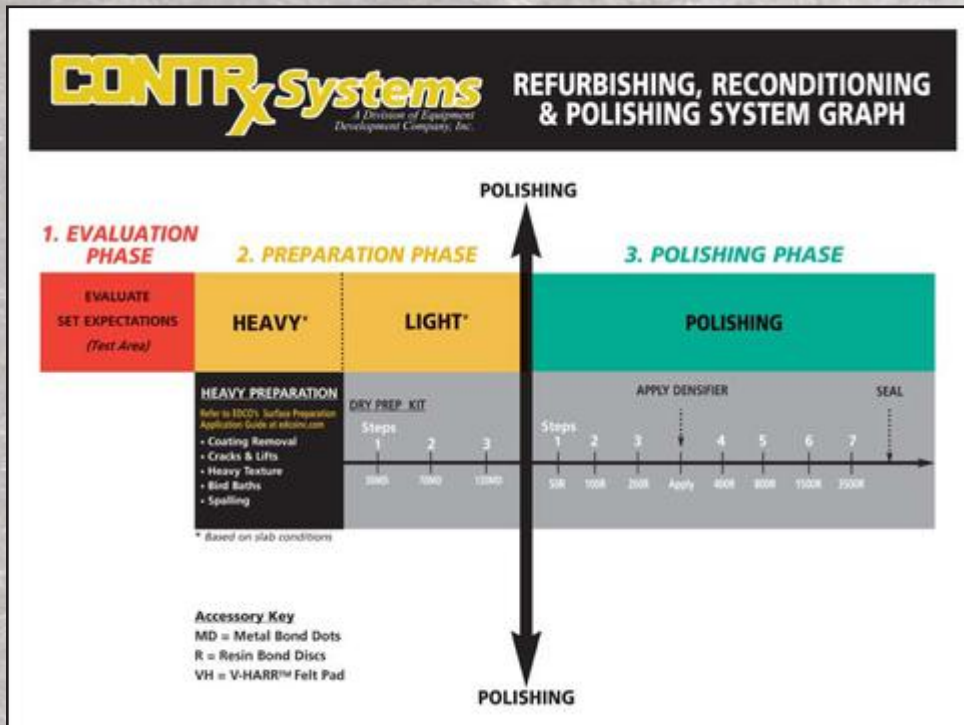 CONTRx Systems
A Division of Equipment
Development Company, Inc.
REFURBISHING, RECONDITIONING
& POLISHING SYSTEM GRAPH
POLISHING
1. EVALUATION
PHASE
2. PREPARATION PHASE
3. POLISHING PHASE
EVALUATE
SET EXPECTATIONS
(Test Area)
HEAVY*
LIGHT*
POLISHING
HEAVY PREPARATION
Refer to EDCO's Surface Preparation
Application Guide at edcoinc.com
• Coating Removal
• Cracks & Lifts
• Heavy Texture
• Bird Baths
• Spalling
DRY PREP KIT
Steps
1 2 3
30MD 70MD 120MD
APPLY DENSIFIER
SEAL
Steps
1 2 3 4 5 6 7
50R 100R 200R Apply 400R 800R 1500R 3500R
* Based on slab conditions
Accessory Key
MD = Metal Bond Dots
R = Resin Bond Discs
VH = V-HARR™ Felt Pad
POLISHING